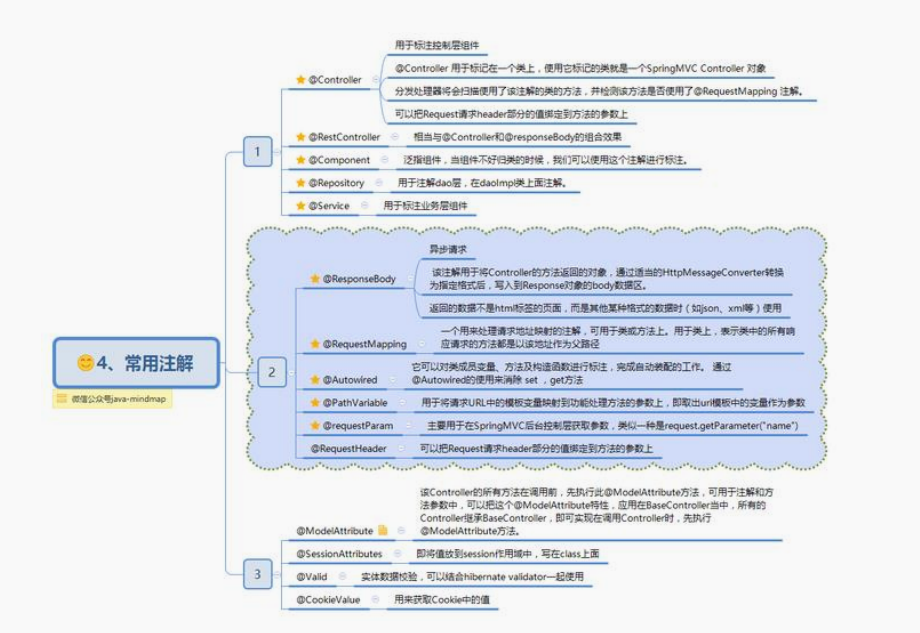 用于标注控制层组件
@Controller
@Controller 用于标记在一个类上，使用它标记的类就是一个SpringMVC Controller 对象
分发处理器将会扫描使用了该注解的类的方法，并检测该方法是否使用了@RequestMapping 注解。
可以把Request请求header部分的值绑定到方法的参数上
1
@RestController
相当与@Controller和@responseBody的组合效果
@Component
泛指组件，当组件不好归类的时候，我们可以使用这个注解进行标注。
@Repository
用于注解dao层，在daoImpl类上面注解。
@Service
用于标注业务层组件
异步请求
@ResponseBody
该注解用于将Controller的方法返回的对象，通过适当的HttpMessageConverter转换
为指定格式后，写入到Response对象的body数据区。
返回的数据不是html标签的页面，而是其他某种格式的数据时（如json、xml等）使用
@RequestMapping
一个用来处理请求地址映射的注解，可用于类或方法上。用于类上，表示类中的所有响
应请求的方法都是以该地址作为父路径
😊4、常用注解
微信公众号java-mindmap
2
@Autowired
它可以对类成员变量、方法及构造函数进行标注，完成自动装配的工作。 通过
@Autowired的使用来消除 set ，get方法
@PathVariable
用于将请求URL中的模板变量映射到功能处理方法的参数上，即取出url模板中的变量作为参数
@requestParam
主要用于在SpringMVC后台控制层获取参数，类似一种是request.getParameter("name")
@RequestHeader
可以把Request请求header部分的值绑定到方法的参数上
@ModelAttribute
该Controller的所有方法在调用前，先执行此@ModelAttribute方法，可用于注解和方
法参数中，可以把这个@ModelAttribute特性，应用在BaseController当中，所有的
Controller继承BaseController，即可实现在调用Controller时，先执行
@ModelAttribute方法。
3
@SessionAttributes
即将值放到session作用域中，写在class上面
@Valid
实体数据校验，可以结合hibernate validator一起使用
@CookieValue
用来获取Cookie中的值